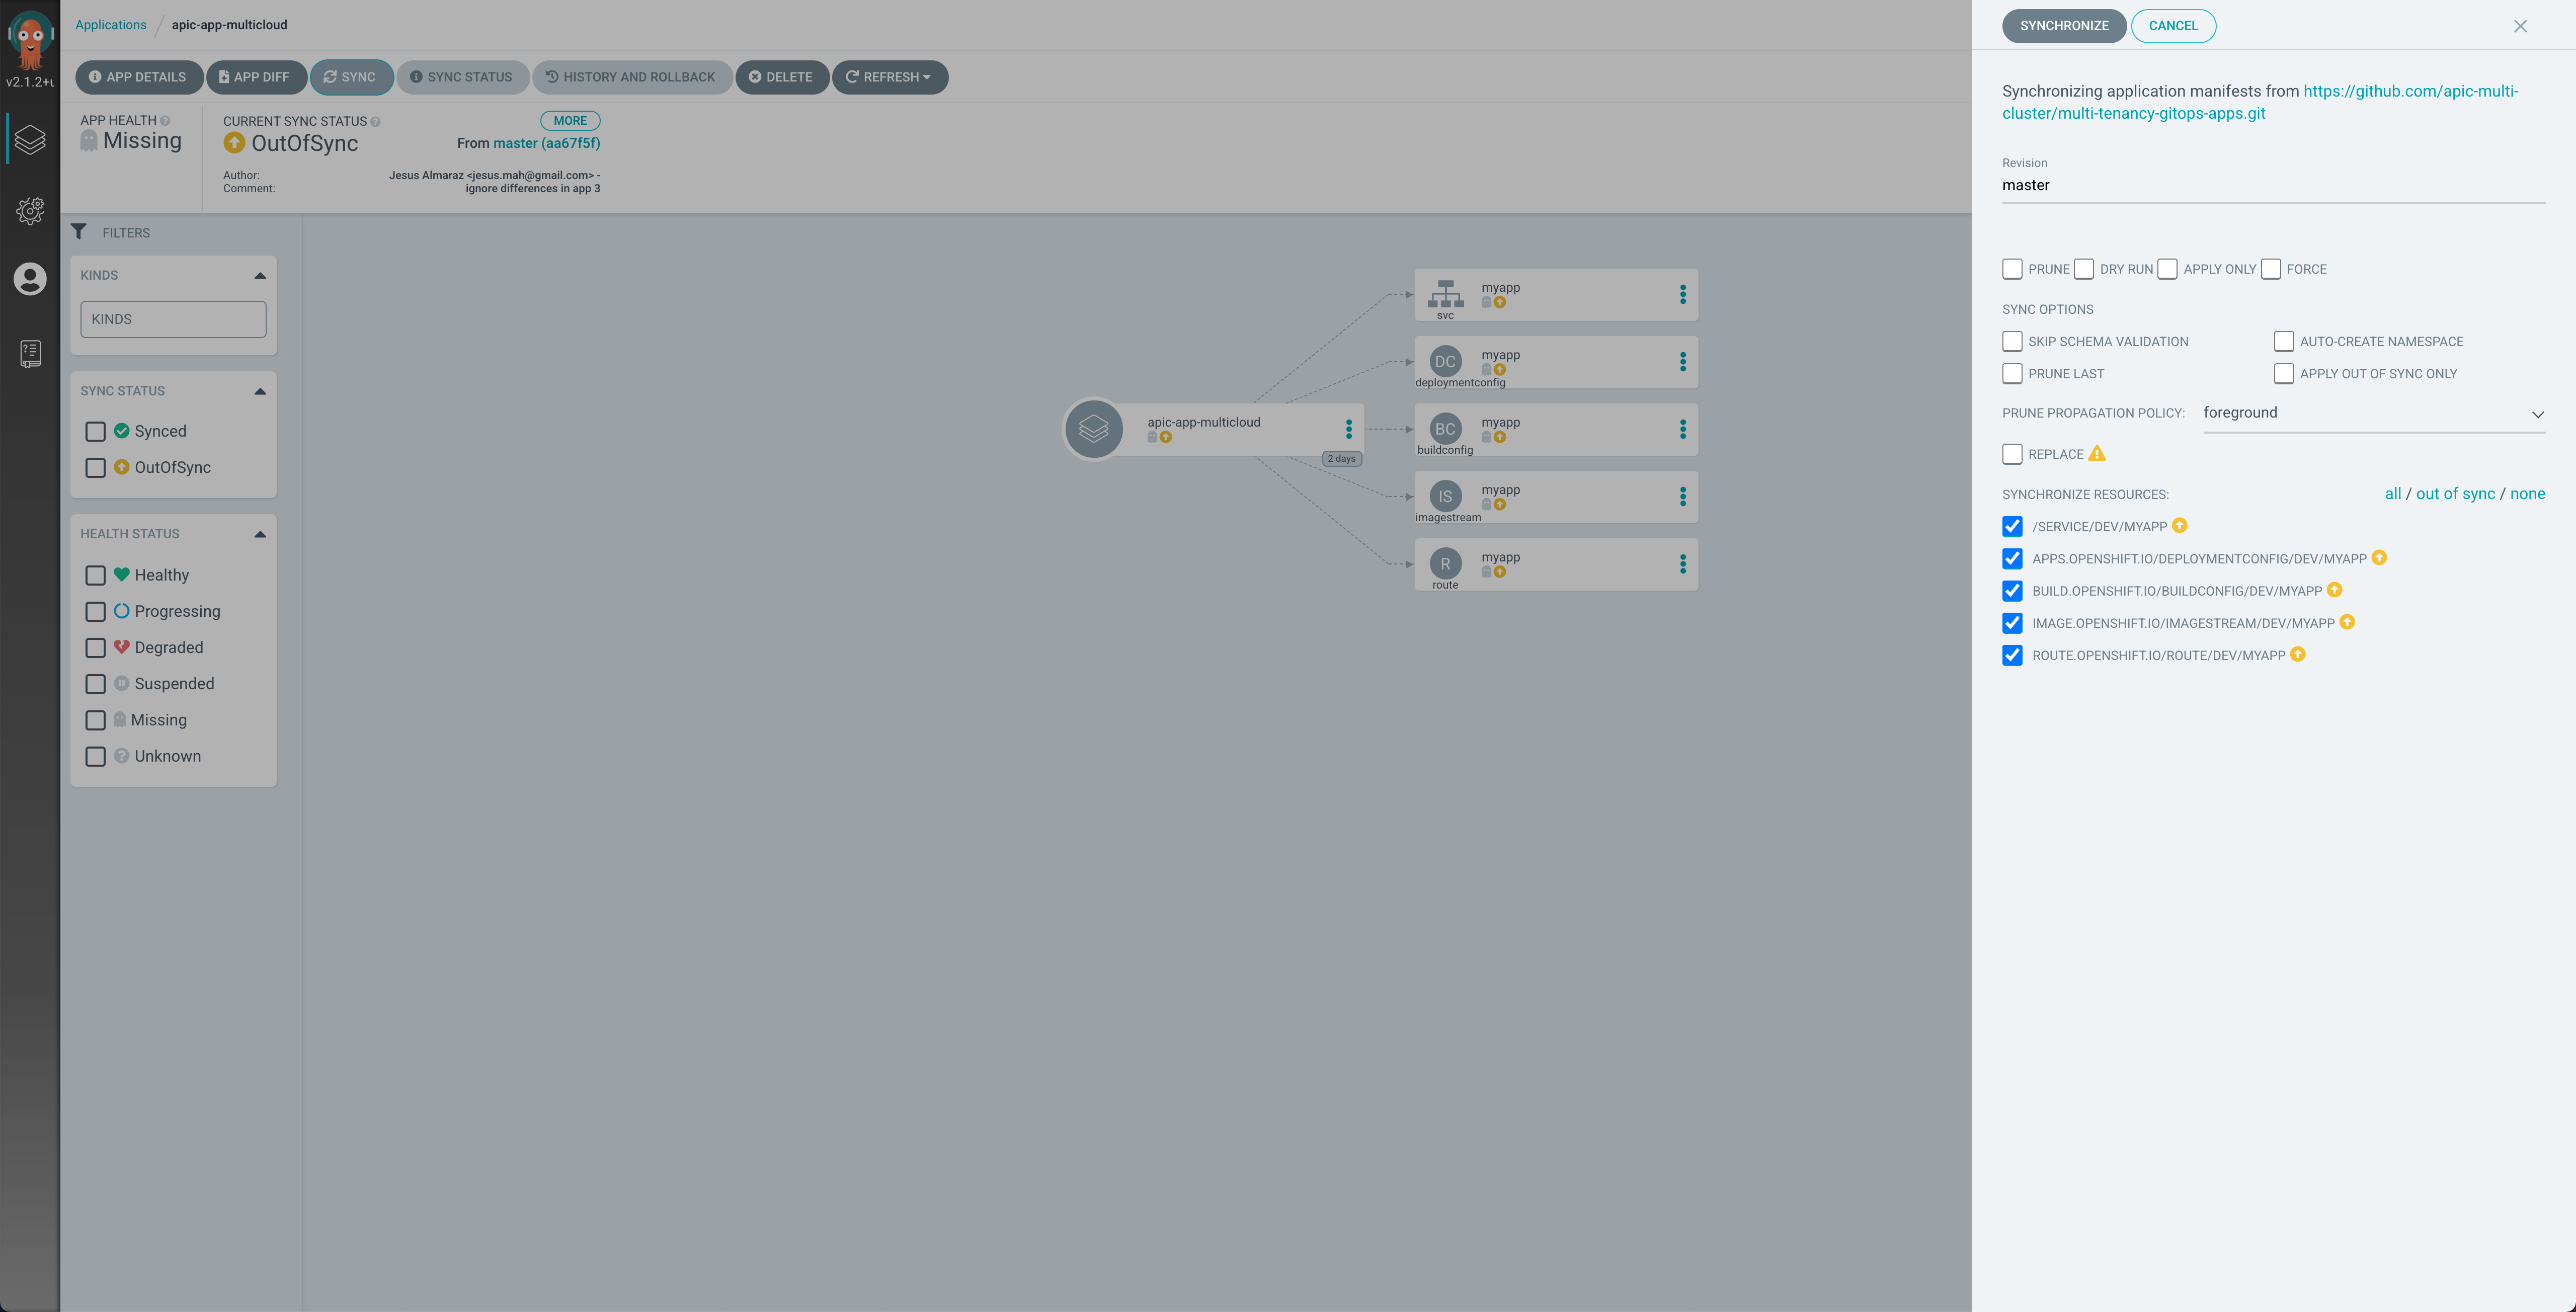 v2.1.2+u
Applications / apic-app-multicloud
APP DETAILS
APP DIFF
SYNC
SYNC STATUS
HISTORY AND ROLLBACK
DELETE
REFRESH
APP HEALTH
Missing
CURRENT SYNC STATUS
MORE
OutOfSync
From master (aa67f5f)
Author: Jesus Almaraz <jesus.mah@gmail.com> -
Comment: ignore differences in app 3
FILTERS
KINDS
KINDS
SYNC STATUS
Synced
OutOfSync
HEALTH STATUS
Healthy
Progressing
Degraded
Suspended
Missing
Unknown
apic-app-multicloud
2 days
myapp
svc
DC
myapp
deploymentconfig
BC
myapp
buildconfig
IS
myapp
imagestream
R
myapp
route
SYNCHRONIZE
CANCEL
Synchronizing application manifests from https://github.com/apic-multi-
cluster/multi-tenancy-gitops-apps.git
Revision
master
PRUNE DRY RUN APPLY ONLY FORCE
SYNC OPTIONS
SKIP SCHEMA VALIDATION AUTO-CREATE NAMESPACE
PRUNE LAST APPLY OUT OF SYNC ONLY
PRUNE PROPAGATION POLICY: foreground
REPLACE
SYNCHRONIZE RESOURCES: all / out of sync / none
/SERVICE/DEV/MYAPP
APPS.OPENSHIFT.IO/DEPLOYMENTCONFIG/DEV/MYAPP
BUILD.OPENSHIFT.IO/BUILDCONFIG/DEV/MYAPP
IMAGE.OPENSHIFT.IO/IMAGESTREAM/DEV/MYAPP
ROUTE.OPENSHIFT.IO/ROUTE/DEV/MYAPP